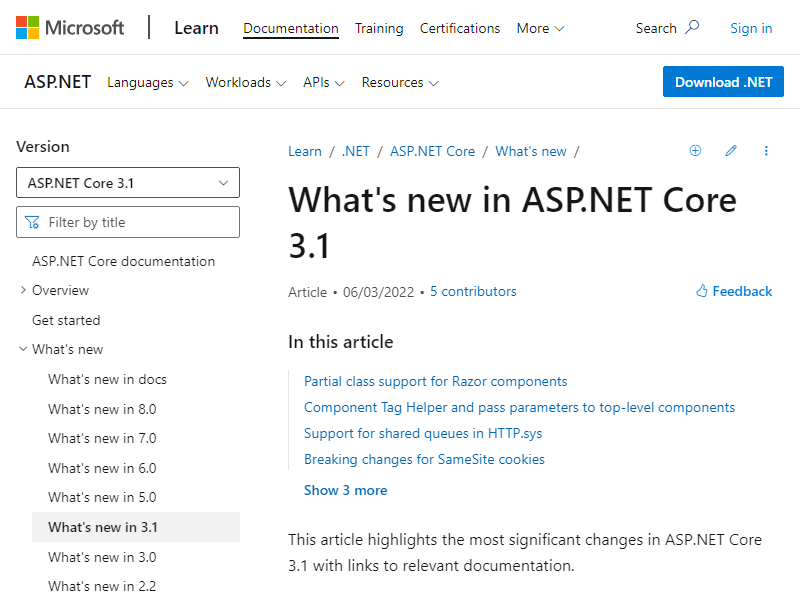 Microsoft Learn Documentation Training Certifications More Search Sign in
ASP.NET Languages Workloads APIs Resources Download .NET
Version
ASP.NET Core 3.1
Filter by title
ASP.NET Core documentation
Overview
Get started
What's new
What's new in docs
What's new in 8.0
What's new in 7.0
What's new in 6.0
What's new in 5.0
What's new in 3.1
What's new in 3.0
What's new in 2.2
Learn / .NET / ASP.NET Core / What's new /
What's new in ASP.NET Core
3.1
Article • 06/03/2022 • 5 contributors
Feedback
In this article
Partial class support for Razor components
Component Tag Helper and pass parameters to top-level components
Support for shared queues in HTTP.sys
Breaking changes for SameSite cookies
Show 3 more
This article highlights the most significant changes in ASP.NET Core
3.1 with links to relevant documentation.